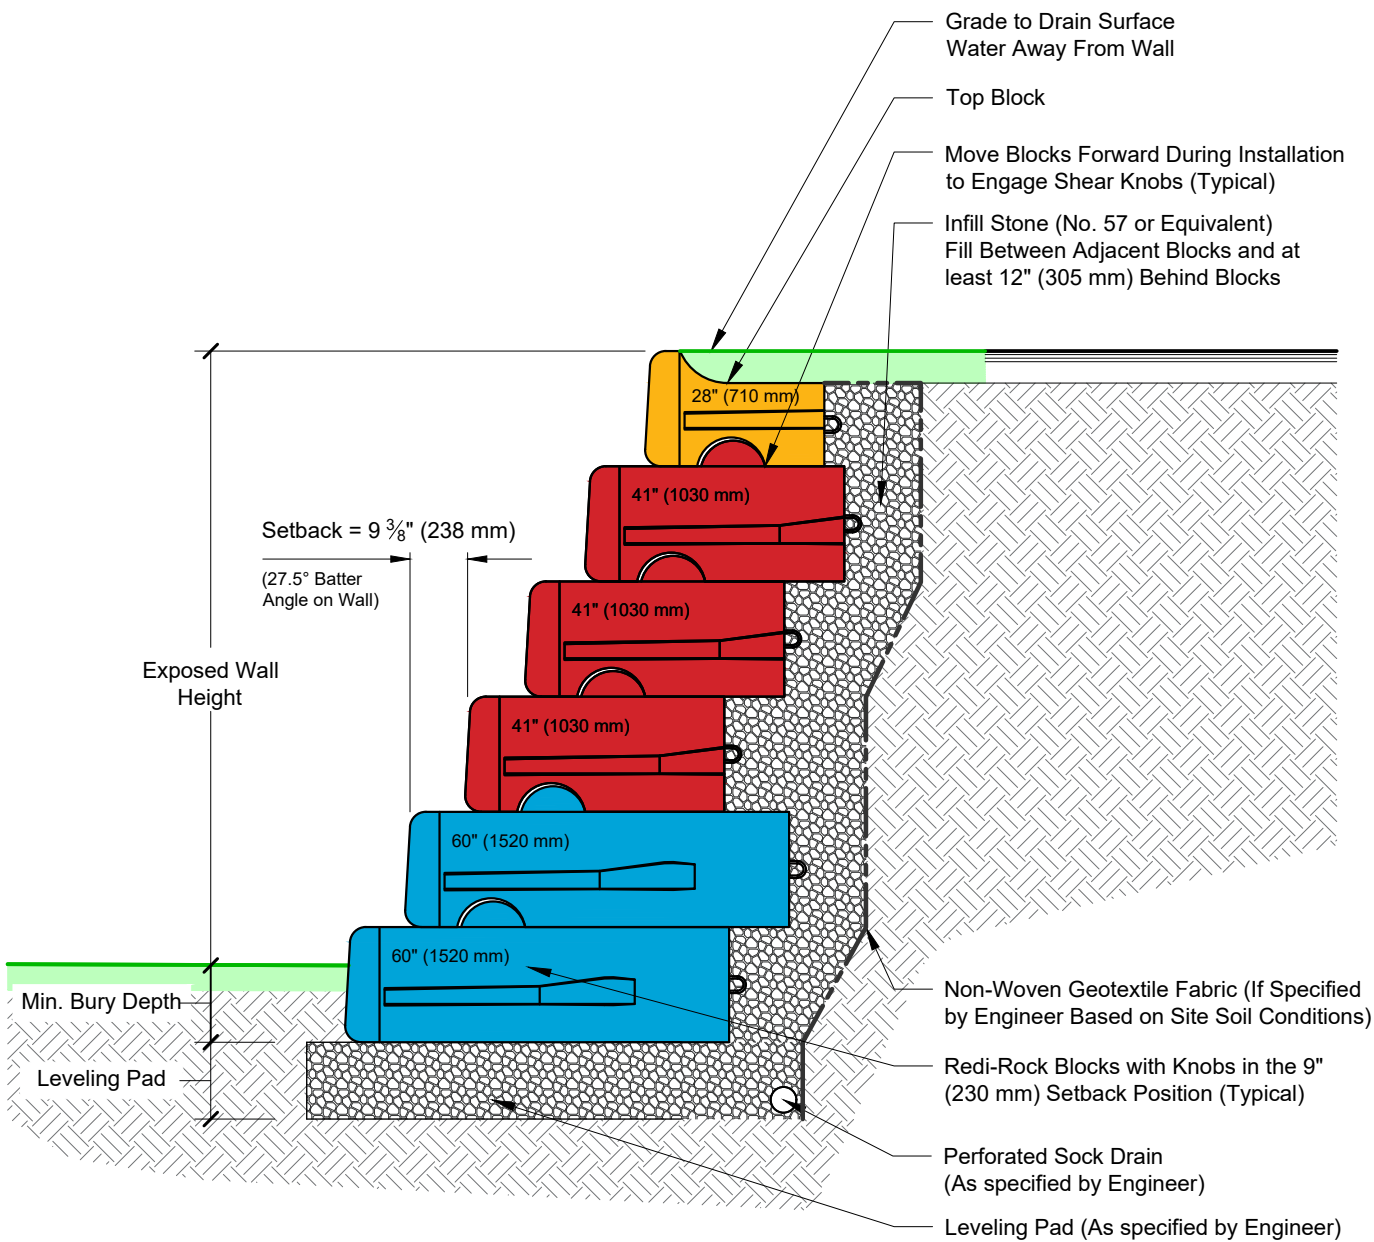 Grade to Drain Surface
Water Away From Wall
Top Block
Move Blocks Forward During Installation
to Engage Shear Knobs (Typical)
Infill Stone (No. 57 or Equivalent)
Fill Between Adjacent Blocks and at
least 12" (305 mm) Behind Blocks
28" (710 mm)
41" (1030 mm)
Setback = 9 3⁄8" (238 mm)
(27.5° Batter
Angle on Wall)
41" (1030 mm)
Exposed Wall
Height
41" (1030 mm)
60" (1520 mm)
60" (1520 mm)
Min. Bury Depth
Non-Woven Geotextile Fabric (If Specified
by Engineer Based on Site Soil Conditions)
Leveling Pad
Redi-Rock Blocks with Knobs in the 9"
(230 mm) Setback Position (Typical)
Perforated Sock Drain
(As specified by Engineer)
Leveling Pad (As specified by Engineer)